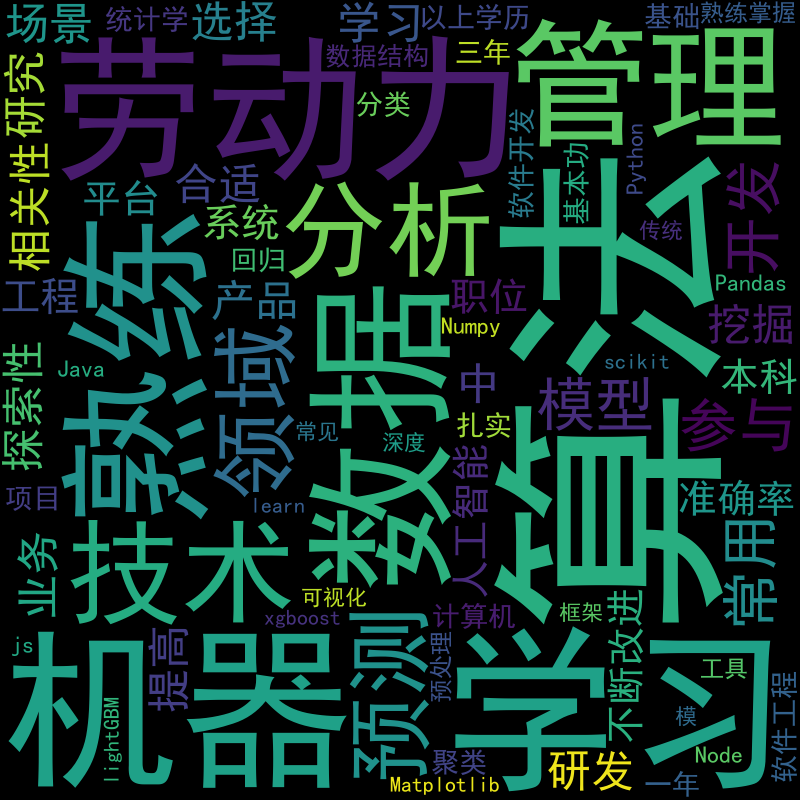 场景
统计学
选择
学习
以上学历
基础
熟练掌握
劳动力
数据结构
三年
管理
相关性研究
分类
软件开发
基本功
Python
开发
平台
合适
分析
算法
系统
传统
熟练
回归
工程
产品
职位
Pandas
挖掘
数据
Numpy
领域
探索性
Java
scikit
本科
中
模型
参与
扎实
常见
深度
人工智能
准确率
项目
learn
技术
常用
业务
可视化
不断改进
xgboost
计算机
框架
预测
提高
机器
学习
预处理
js
工具
lightGBM
模
软件工程
Node
聚类
研发
一年
Matplotlib